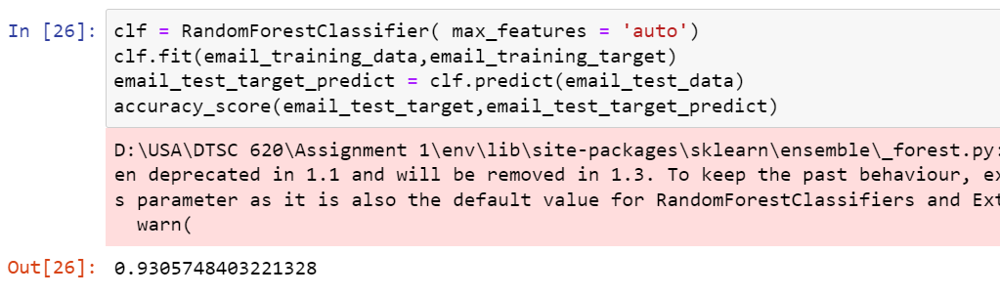 In [26]: clf = RandomForestClassifier( max_features = 'auto')
clf.fit(email_training_data,email_training_target)
email_test_target_predict = clf.predict(email_test_data)
accuracy_score(email_test_target,email_test_target_predict)
D:\USA\DTSC 620\Assignment 1\env\lib\site-packages\sklearn\ensemble\_forest.py:
en deprecated in 1.1 and will be removed in 1.3. To keep the past behaviour, ex
s parameter as it is also the default value for RandomForestClassifiers and Ext
warn(
Out[26]: 0.9305748403221328